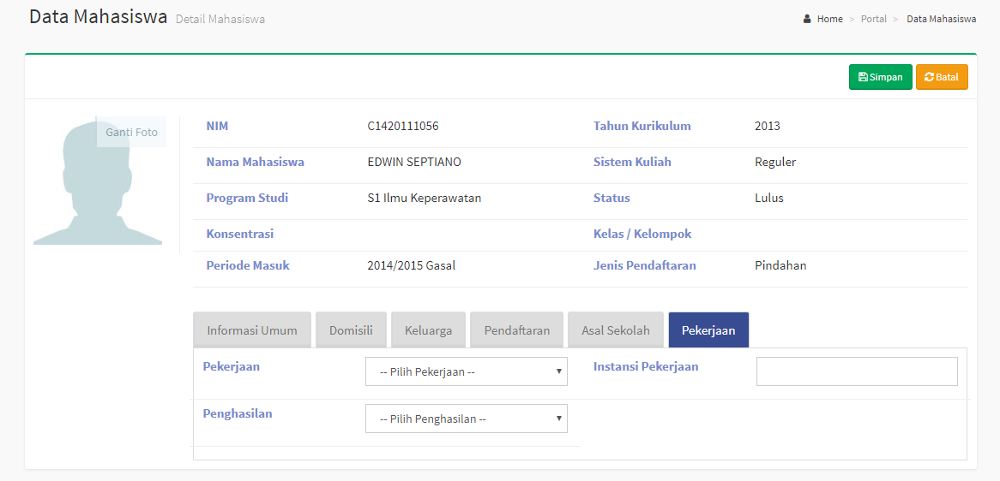 Data Mahasiswa Detail Mahasiswa
Home > Portal > Data Mahasiswa
Simpan Batal
Ganti Foto
NIM C1420111056 Tahun Kurikulum 2013
Nama Mahasiswa EDWIN SEPTIANO Sistem Kuliah Reguler
Program Studi S1 Ilmu Keperawatan Status Lulus
Konsentrasi Kelas / Kelompok
Periode Masuk 2014/2015 Gasal Jenis Pendaftaran Pindahan
Informasi Umum Domisili Keluarga Pendaftaran Asal Sekolah Pekerjaan
Pekerjaan -- Pilih Pekerjaan -- Instansi Pekerjaan
Penghasilan -- Pilih Penghasilan --